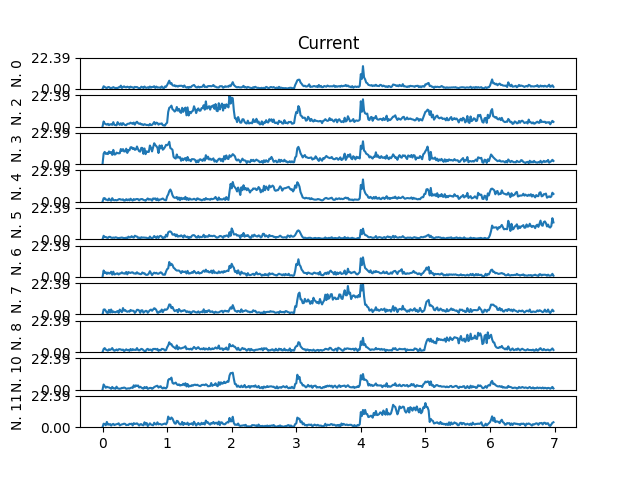 Current
22.39
N. 0
0.00
22.39
N. 2
0.00
22.39
N. 3
0.00
22.39
N. 4
0.00
22.39
N. 5
0.00
22.39
N. 6
0.00
22.39
N. 7
0.00
22.39
N. 8
0.00
22.39
N. 10
0.00
22.39
N. 11
0.00
0 1 2 3 4 5 6 7